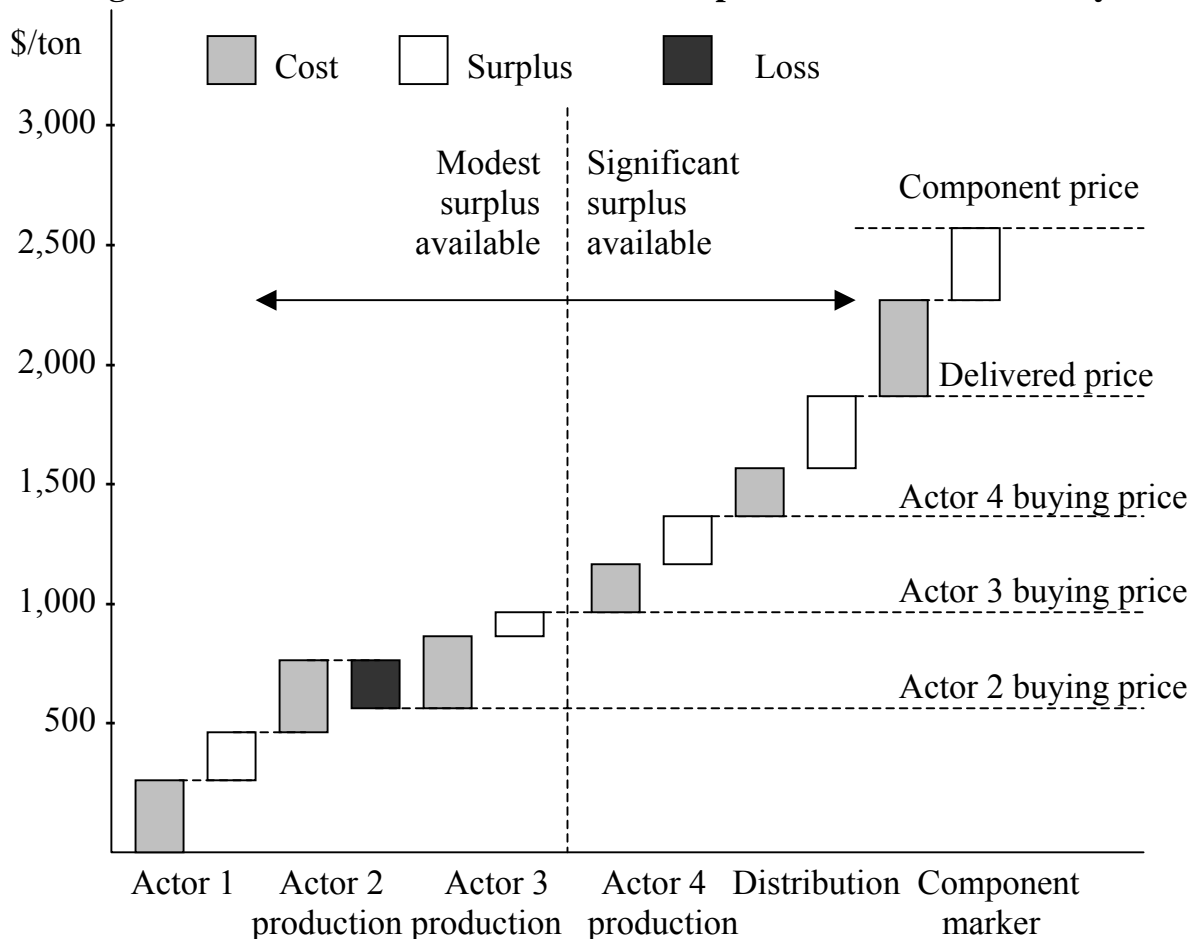 $/ton
Cost
Surplus
Loss
3,000
2,500
2,000
1,500
1,000
500
Modest
surplus
available
Significant
surplus
available
Component price
Delivered price
Actor 4 buying price
Actor 3 buying price
Actor 2 buying price
Actor 1
Actor 2
production
Actor 3
production
Actor 4
production
Distribution
Component
marker